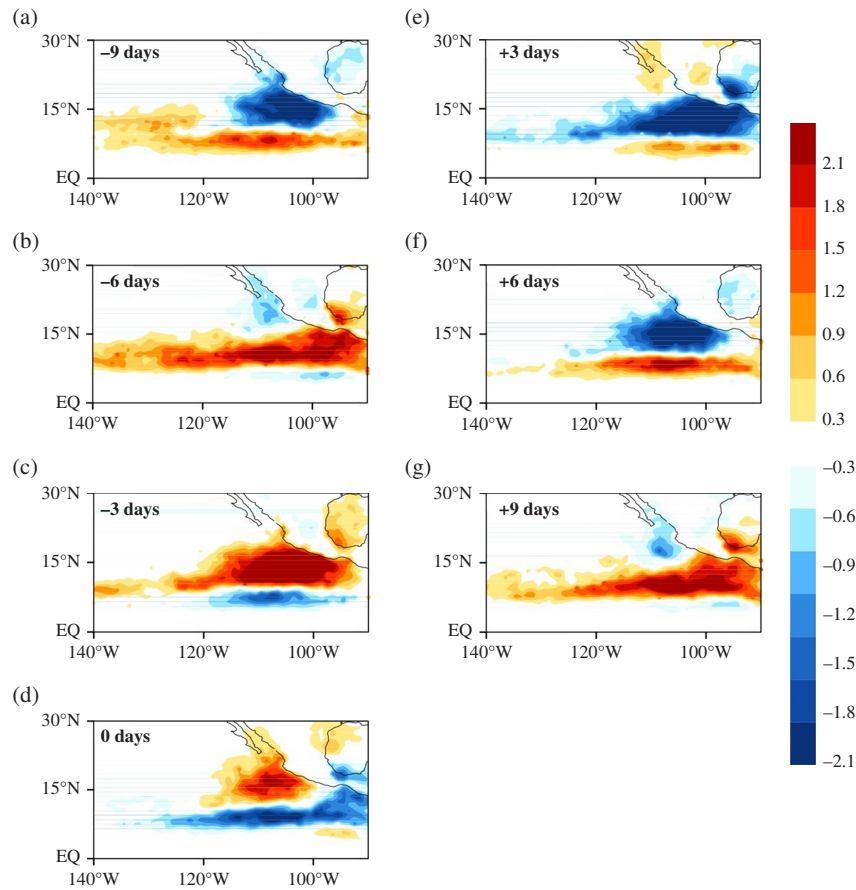 (a)
30°N
−9 days
15°N
EQ
140°W 120°W 100°W
(b)
30°N
−6 days
15°N
EQ
140°W 120°W 100°W
(c)
30°N
−3 days
15°N
EQ
140°W 120°W 100°W
(d)
30°N
0 days
15°N
EQ
140°W 120°W 100°W
(e)
30°N
+3 days
15°N
EQ
140°W 120°W 100°W
(f)
30°N
+6 days
15°N
EQ
140°W 120°W 100°W
(g)
30°N
+9 days
15°N
EQ
140°W 120°W 100°W
2.1
1.8
1.5
1.2
0.9
0.6
0.3
−0.3
−0.6
−0.9
−1.2
−1.5
−1.8
−2.1